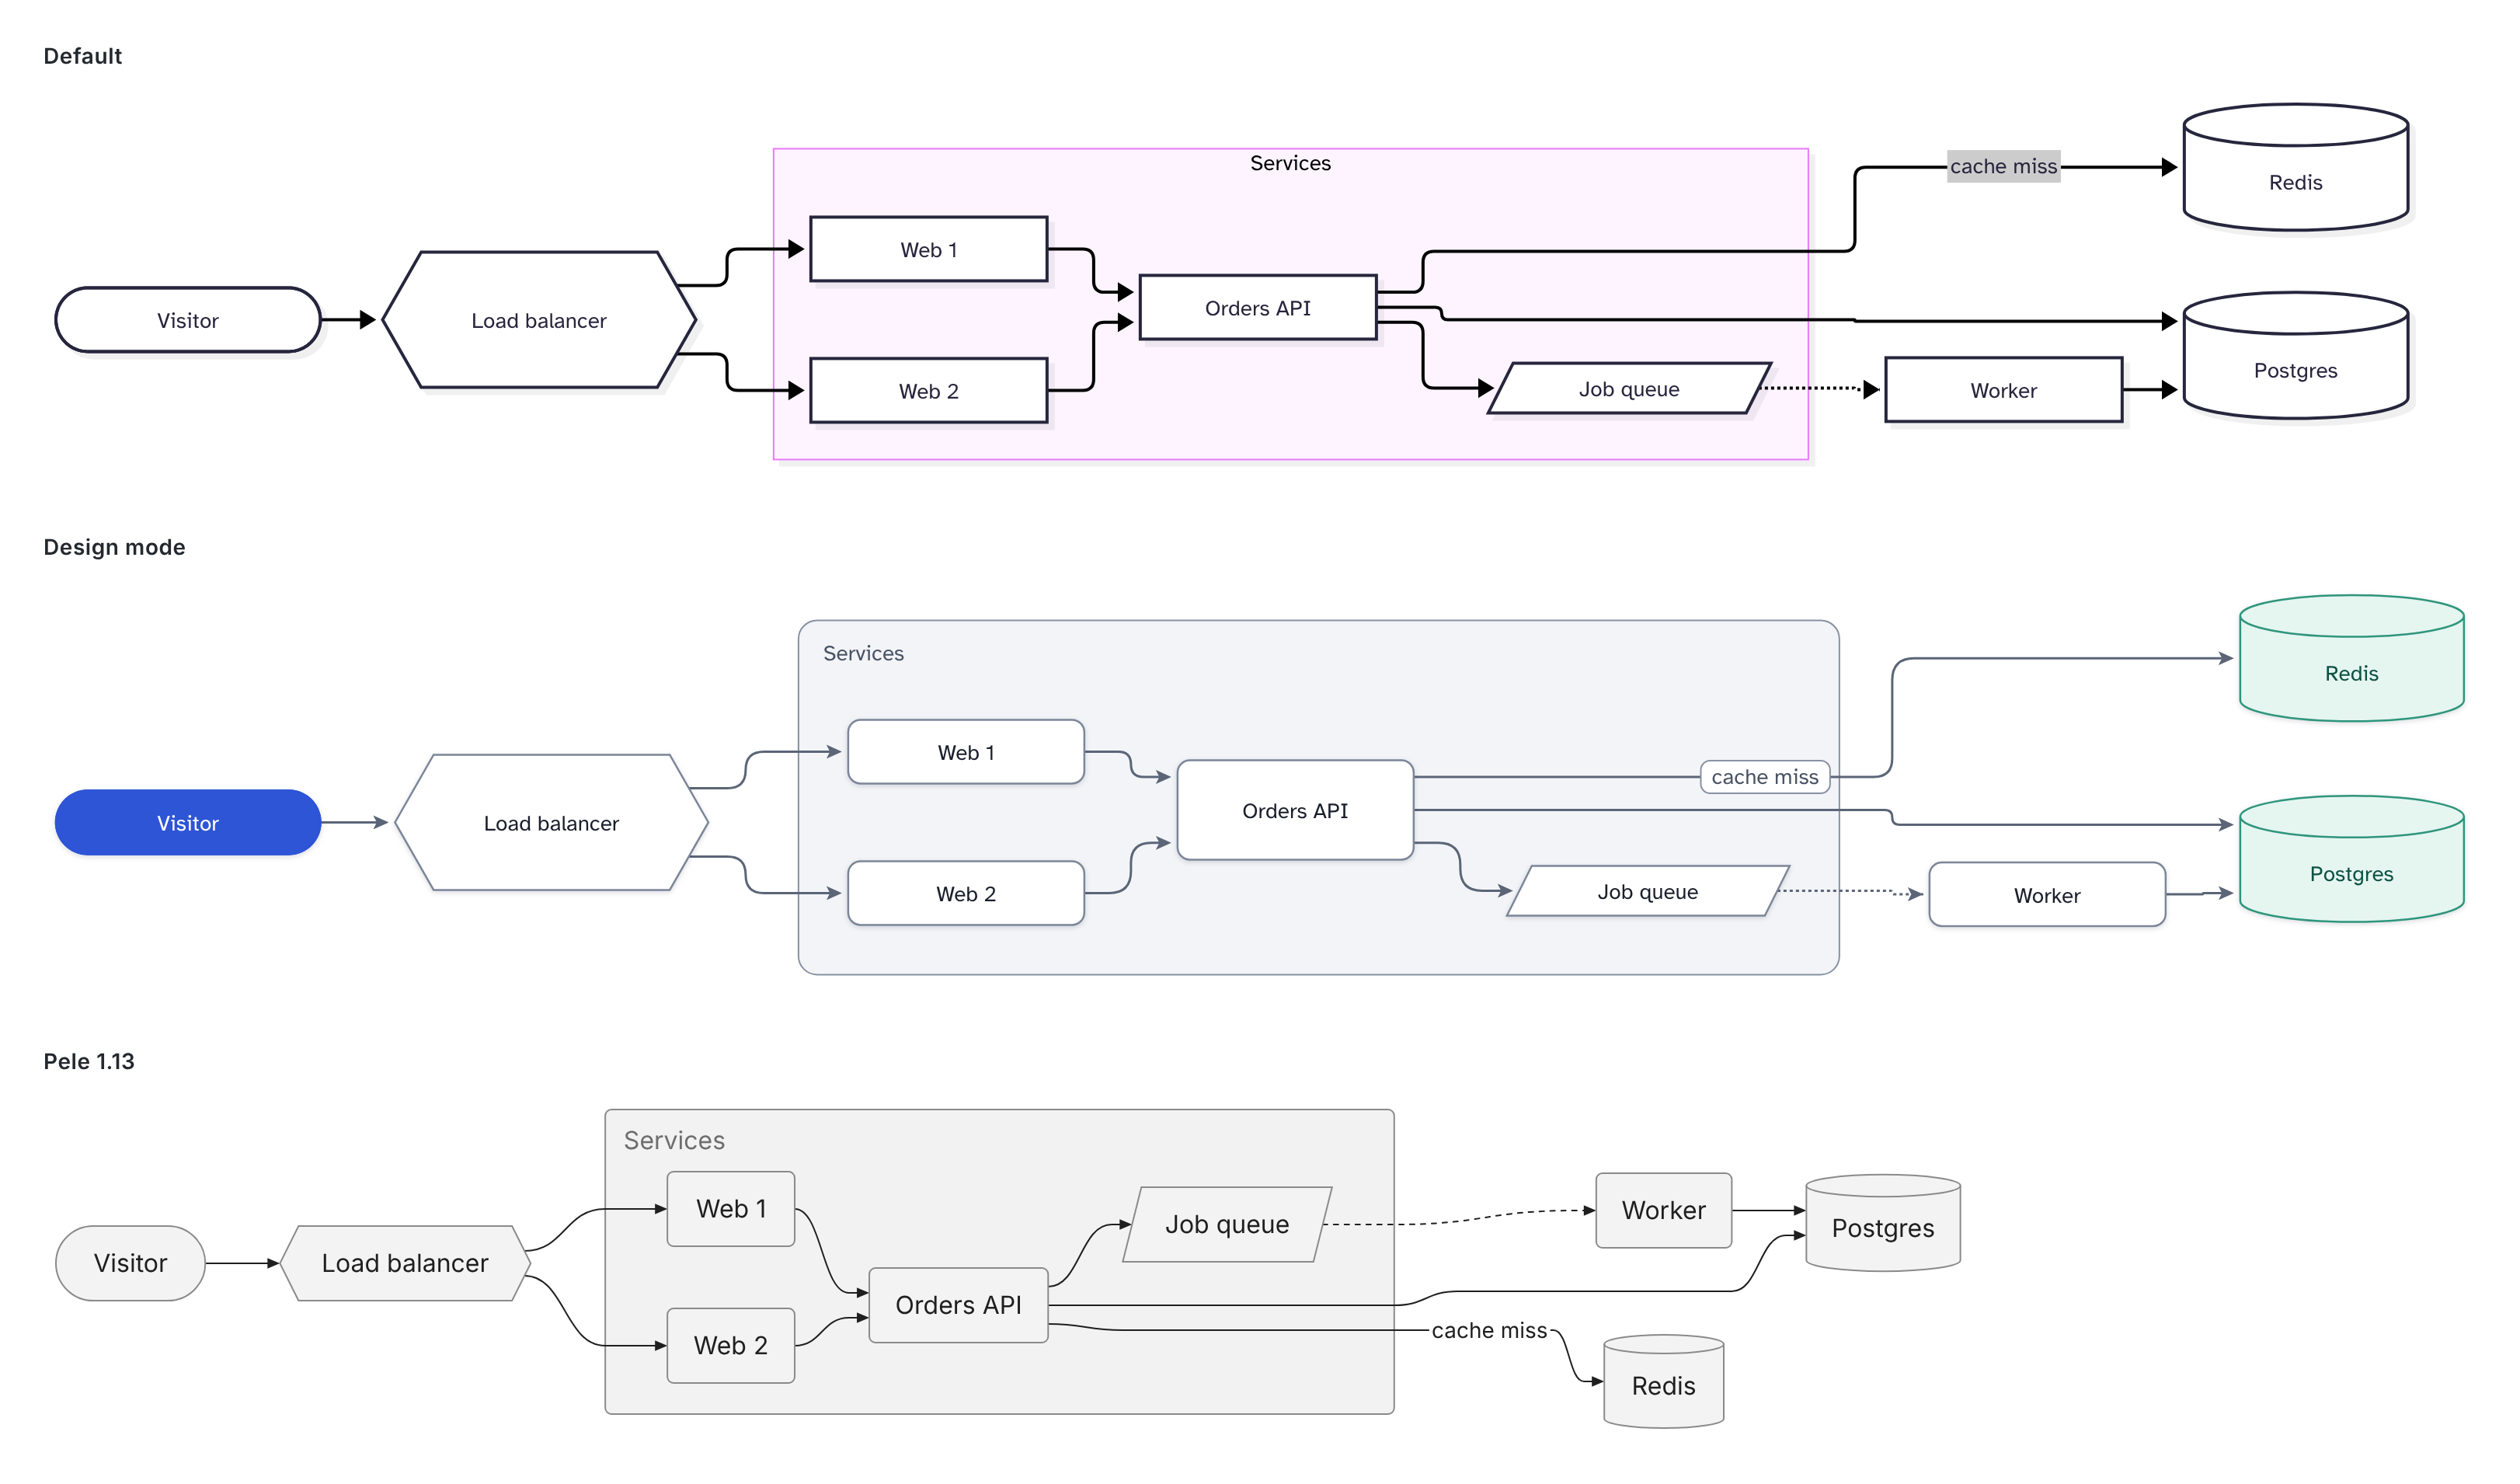 Default
Services
cache miss
Redis
Web 1
Visitor
Load balancer
Orders API
Web 2
Job queue
Worker
Postgres
Design mode
Services
Redis
Web 1
cache miss
Visitor
Load balancer
Orders API
Web 2
Job queue
Worker
Postgres
Pele 1.13
Services
Web 1
Job queue
Worker
Postgres
Visitor
Load balancer
Orders API
Web 2
cache miss
Redis